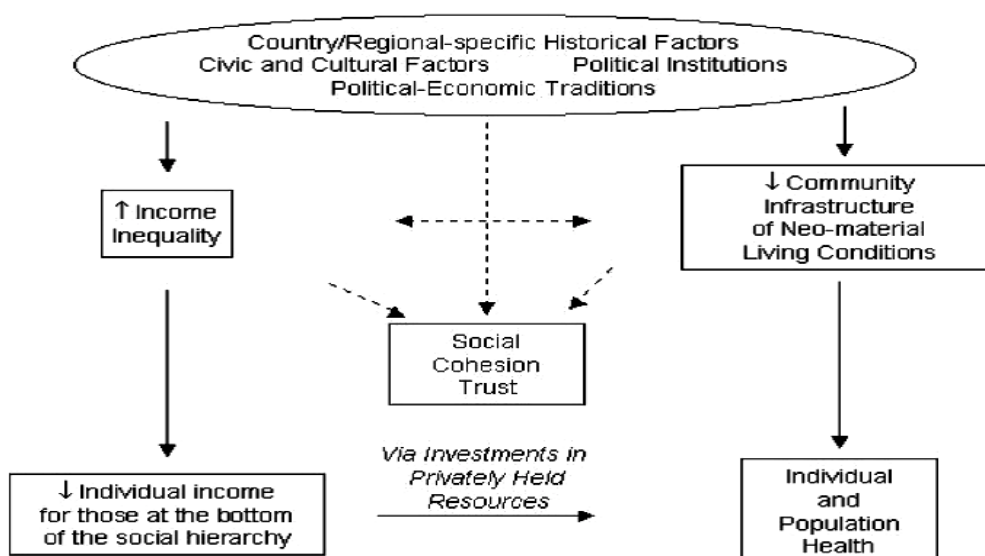 Country/Regional-specific Historical Factors
Civic and Cultural Factors Political Institutions
Political-Economic Traditions
↑ Income
Inequality
↓ Community
Infrastructure
of Neo-material
Living Conditions
Social
Cohesion
Trust
Via Investments in
Privately Held
Resources
↓ Individual income
for those at the bottom
of the social hierarchy
Individual
and
Population
Health